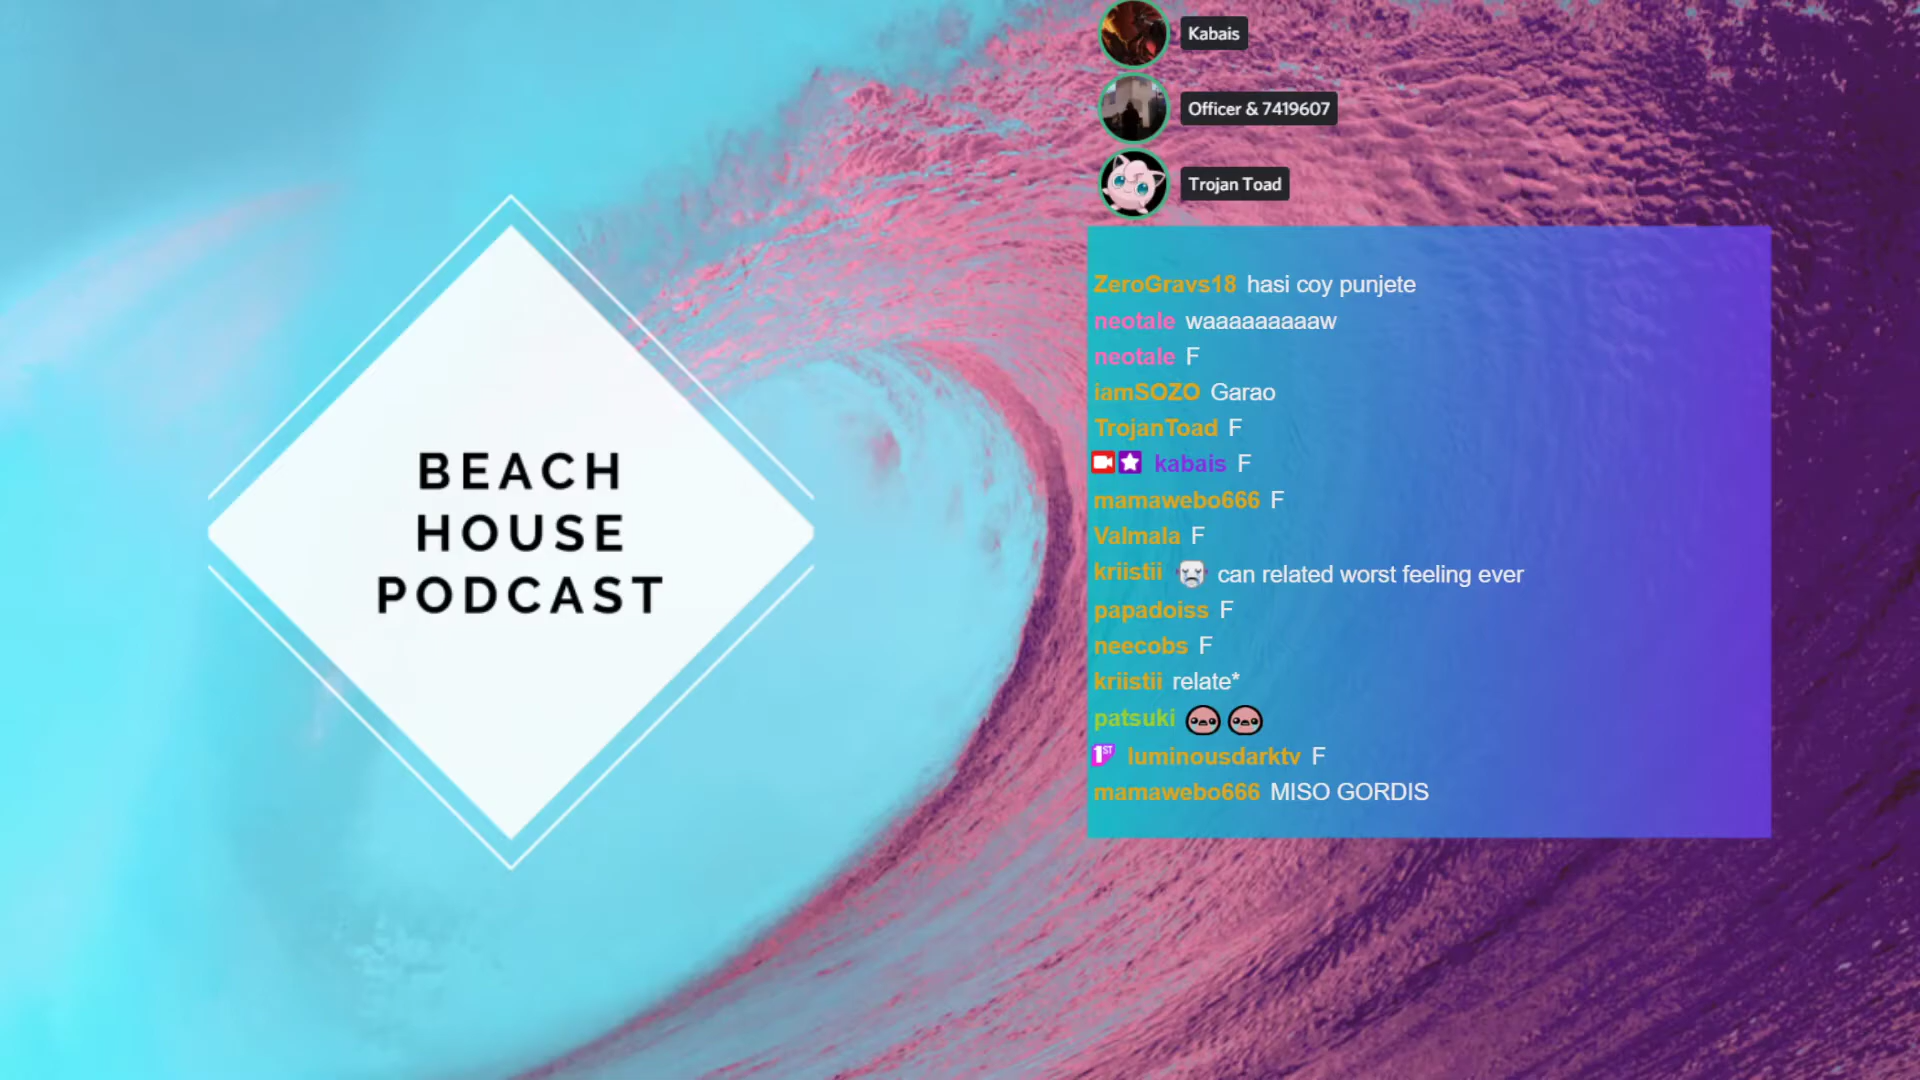 Kabais
Officer & 7419607
Trojan Toad
BEACH
HOUSE
PODCAST
ZeroGravs18 hasi coy punjete
neotale waaaaaaaaaw
neotale F
iamSOZO Garao
TrojanToad F
kabais F
mamawebo666 F
Valmala F
kriistii can related worst feeling ever
papadoiss F
neecobs F
kriistii relate*
patsuki
1ST luminousdarktv F
mamawebo666 MISO GORDIS